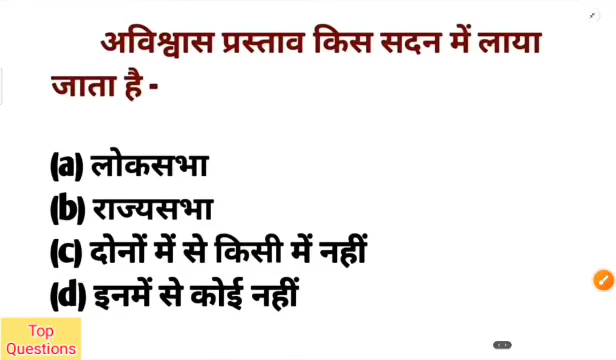 अविश्वास प्रस्ताव किस सदन में लाया
जाता है -
(a) लोकसभा
(b) राज्यसभा
(c) दोनों में से किसी में नहीं
(d) इनमें से कोई नहीं
Top
Questions